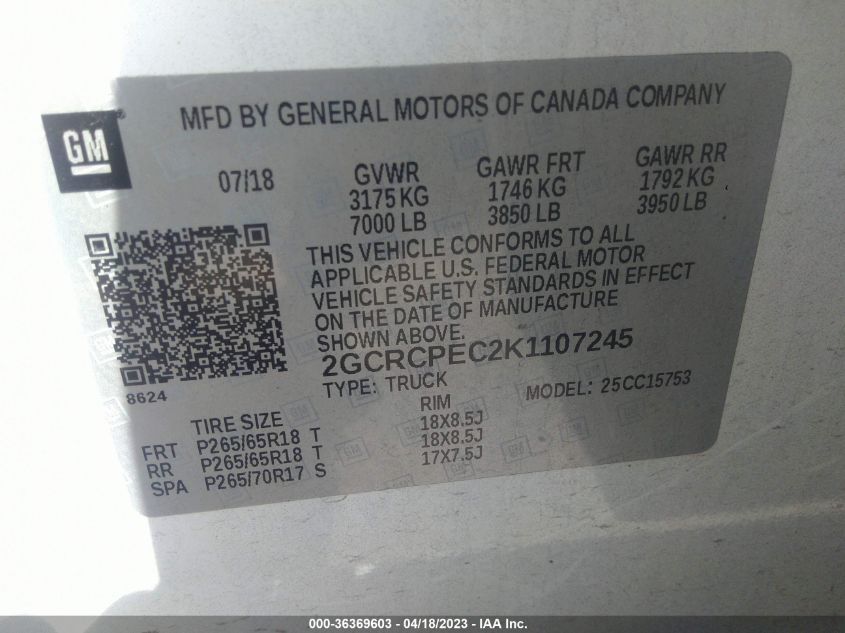 MFD BY GENERAL MOTORS OF CANADA COMPANY
GM
07/18
GVWR GAWR FRT GAWR RR
3175 KG 1746 KG 1792 KG
7000 LB 3850 LB 3950 LB
THIS VEHICLE CONFORMS TO ALL
APPLICABLE U.S. FEDERAL MOTOR
VEHICLE SAFETY STANDARDS IN EFFECT
ON THE DATE OF MANUFACTURE
SHOWN ABOVE.
2GCRCPEC2K1107245
8624
TYPE: TRUCK MODEL: 25CC15753
TIRE SIZE RIM
FRT P265/65R18 T 18X8.5J
RR P265/65R18 T 18X8.5J
SPA P265/70R17 S 17X7.5J
000-36369603 - 04/18/2023 - IAA Inc.